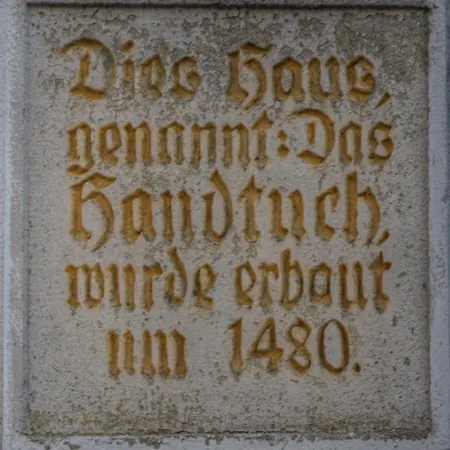 Dies Haus,
genannt: Das
Handtuch,
wurde erbaut
um 1480.